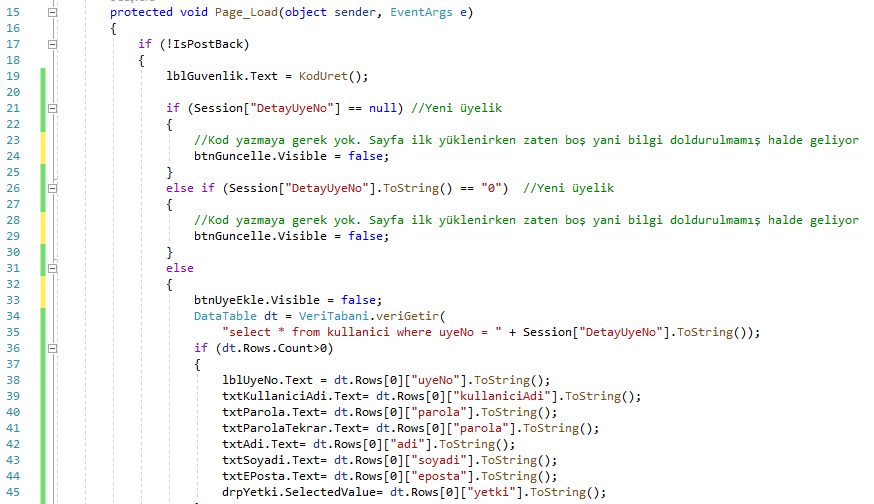 15 protected void Page_Load(object sender, EventArgs e)
16 {
17 if (!IsPostBack)
18 {
19 lblGuvenlik.Text = KodUret();
20
21 if (Session["DetayUyeNo"] == null) //Yeni üyelik
22 {
23 //Kod yazmaya gerek yok. Sayfa ilk yüklenirken zaten boş yani bilgi doldurulmamış halde geliyor
24 btnGuncelle.Visible = false;
25 }
26 else if (Session["DetayUyeNo"].ToString() == "0")  //Yeni üyelik
27 {
28 //Kod yazmaya gerek yok. Sayfa ilk yüklenirken zaten boş yani bilgi doldurulmamış halde geliyor
29 btnGuncelle.Visible = false;
30 }
31 else
32 {
33 btnUyeEkle.Visible = false;
34 DataTable dt = VeriTabani.veriGetir(
35 "select * from kullanici where uyeNo = " + Session["DetayUyeNo"].ToString());
36 if (dt.Rows.Count>0)
37 {
38 lblUyeNo.Text = dt.Rows[0]["uyeNo"].ToString();
39 txtKullaniciAdi.Text= dt.Rows[0]["kullaniciAdi"].ToString();
40 txtParola.Text = dt.Rows[0]["parola"].ToString();
41 txtParolaTekrar.Text= dt.Rows[0]["parola"].ToString();
42 txtAdi.Text= dt.Rows[0]["adi"].ToString();
43 txtSoyadi.Text= dt.Rows[0]["soyadi"].ToString();
44 txtEPosta.Text= dt.Rows[0]["eposta"].ToString();
45 drpYetki.SelectedValue= dt.Rows[0]["yetki"].ToString();